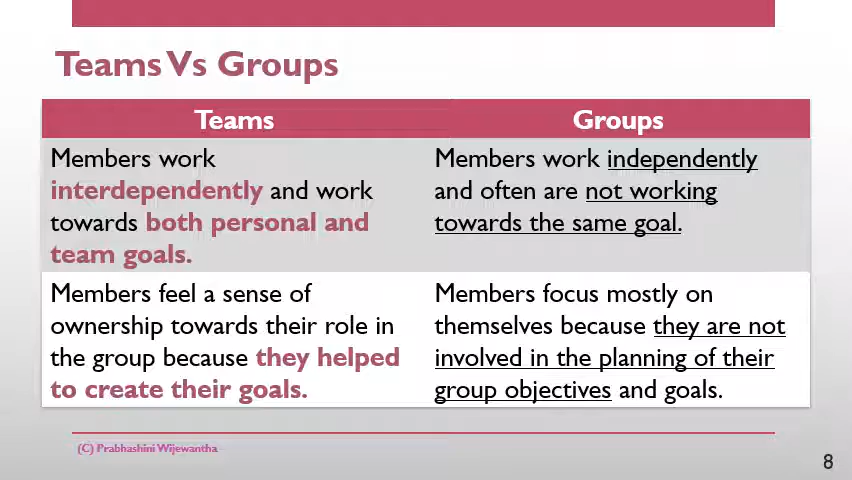 Teams Vs Groups
Teams
Groups
Members work
interdependently and work
towards both personal and
team goals.
Members work independently
and often are not working
towards the same goal.
Members feel a sense of
ownership towards their role in
the group because they helped
to create their goals.
Members focus mostly on
themselves because they are not
involved in the planning of their
group objectives and goals.
(C) Prabhashini Wijewantha
8